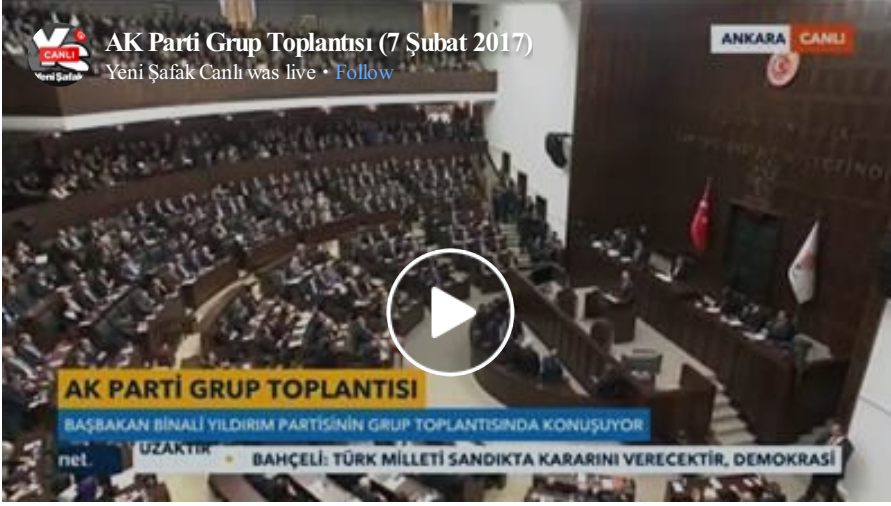 AK Parti Grup Toplantısı (7 Şubat 2017)
Yeni Şafak Canlı was live • Follow
CANLI
Yeni Şafak
ANKARA CANLI
AK PARTİ GRUP TOPLANTISI
BAŞBAKAN BİNALİ YILDIRIM PARTİSİNİN GRUP TOPLANTISINDA KONUŞUYOR
UZAKTIR
net. • BAHÇELİ: TÜRK MİLLETİ SANDIKTA KARARINI VERECEKTİR, DEMOKRASİ